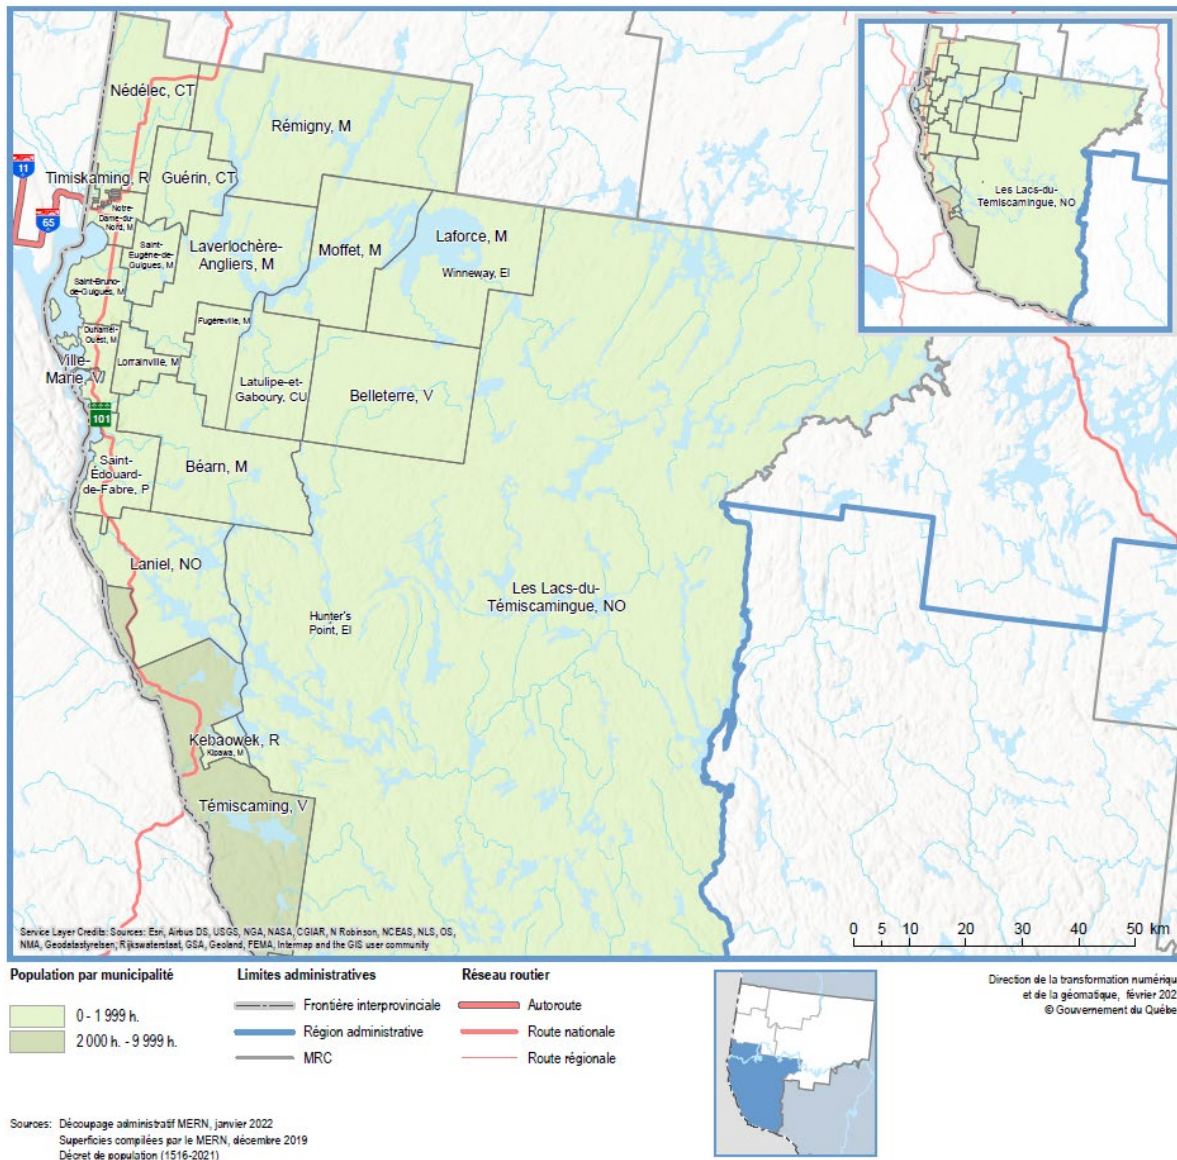 Nédélec, CT
Rémigny, M
11
Timiskaming, R
Guérin, CT
65
Notre-
Dame-du-
Nord, M
Saint-
Eugène-de-
Guigues, M
Laverlochère-
Angliers, M
Moffet, M
Laforce, M
Winneway, EI
Saint-Bruno-
de-Guigues, M
Fugèreville, M
Duhamel-
Ouest, M
Ville-
Marie, V
Lorrainville, M
Latulipe-et-
Gaboury, CU
Belleterre, V
101
Saint-
Édouard-
de-Fabre, P
Béarn, M
Laniel, NO
Les Lacs-du-
Témiscamingue, NO
Hunter's
Point, EI
Kebaowek, R
Kipawa, M
Témiscaming, V
Les Lacs-du-
Témiscamingue, NO
Service Layer Credits: Sources: Esri, Airbus DS, USGS, NGA, NASA, CGIAR, N Robinson, NCEAS, NLS, OS,
NMA, Geodatastyrelsen, Rijkswaterstaat, GSA, Geoland, FEMA, Intermap and the GIS user community
0 5 10 20 30 40 50 km
Population par municipalité
0 - 1 999 h.
2 000 h. - 9 999 h.
Limites administratives
Frontière interprovinciale
Région administrative
MRC
Réseau routier
Autoroute
Route nationale
Route régionale
Direction de la transformation numériqu
et de la géomatique, février 202
© Gouvernement du Québe
Sources: Découpage administratif MERN, janvier 2022
Superficies compilées par le MERN, décembre 2019
Décret de population (1516-2021)